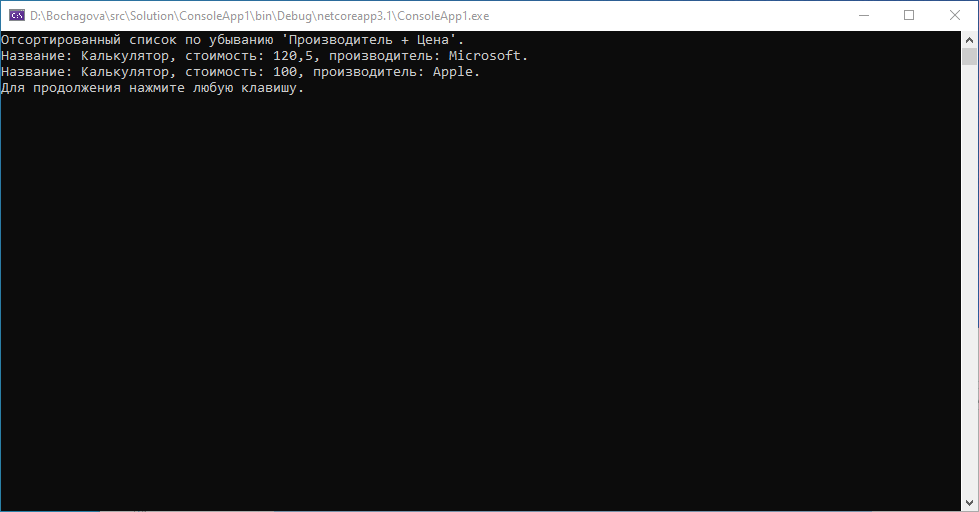 D:\Bochagova\src\Solution\ConsoleApp1\bin\Debug\netcoreapp3.1\ConsoleApp1.exe
Отсортированный список по убыванию 'Производитель + Цена'.
Название: Калькулятор, стоимость: 120,5, производитель: Microsoft.
Название: Калькулятор, стоимость: 100, производитель: Apple.
Для продолжения нажмите любую клавишу.